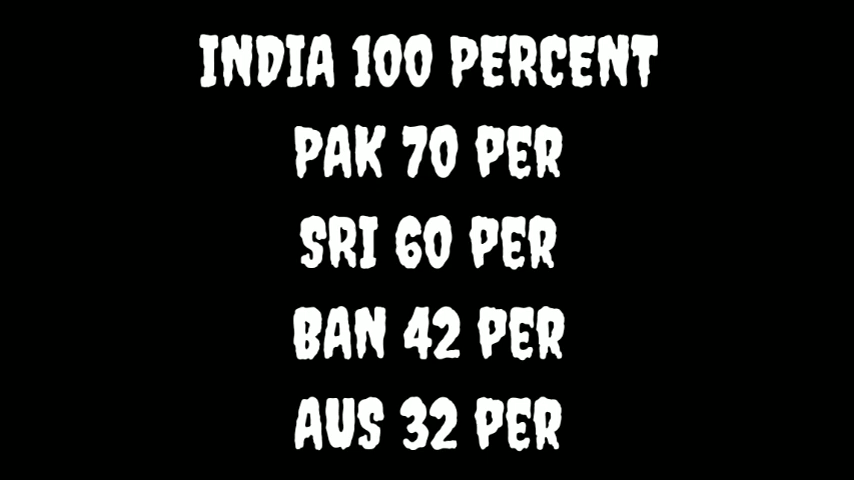 INDIA 100 PERCENT
PAK 70 PER
SRI 60 PER
BAN 42 PER
AUS 32 PER